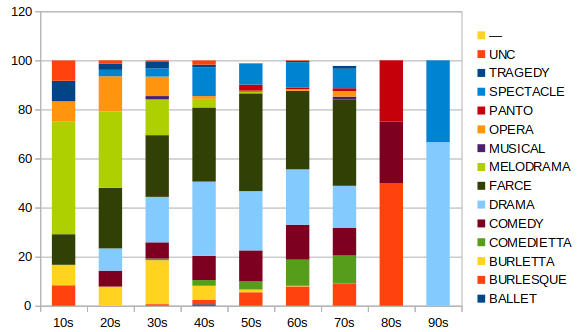 120
100
80
60
40
20
0
10s 20s 30s 40s 50s 60s 70s 80s 90s
—
UNC
TRAGEDY
SPECTACLE
PANTO
OPERA
MUSICAL
MELODRAMA
FARCE
DRAMA
COMEDY
COMEDIETTA
BURLETTA
BURLESQUE
BALLET